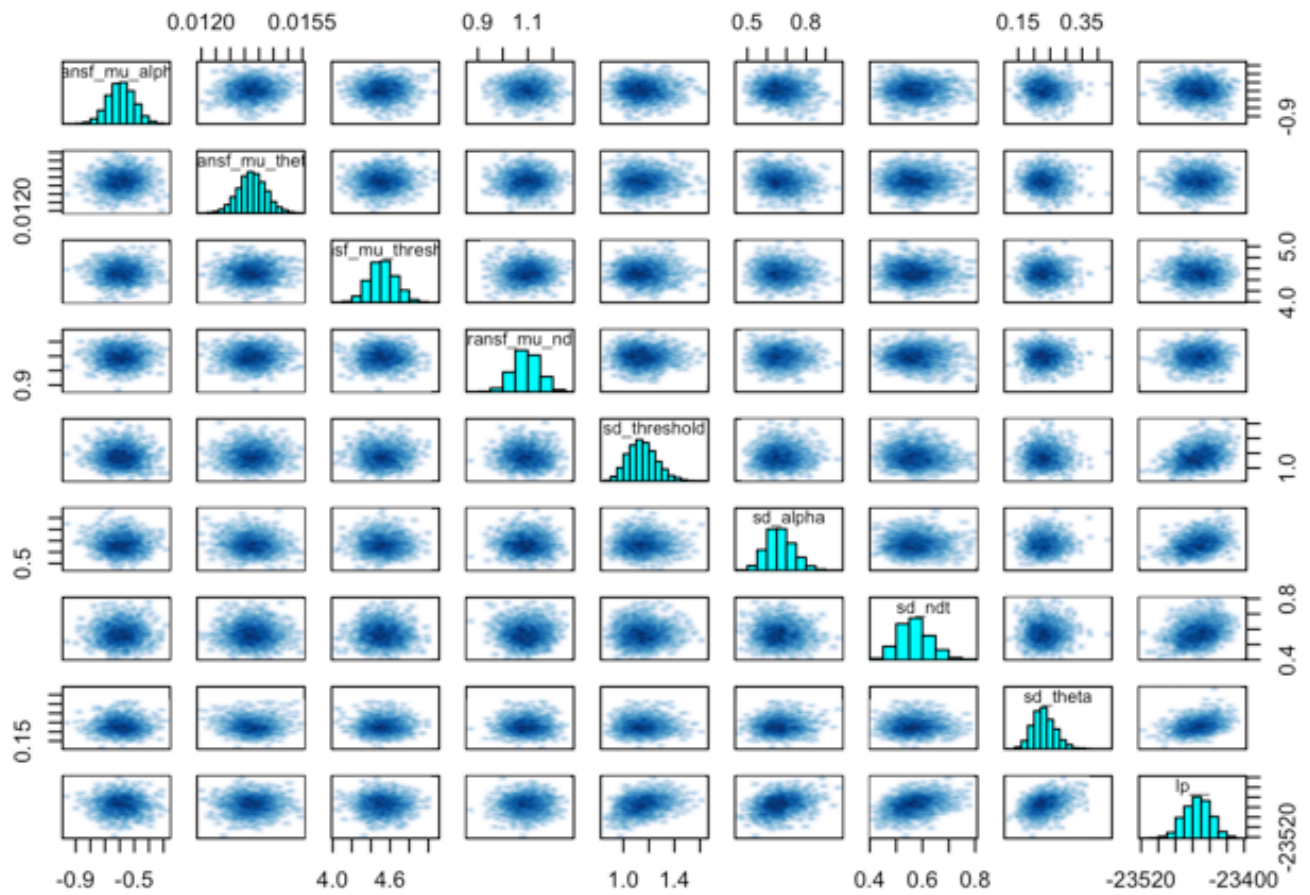 0.0120 0.0155 0.9 1.1 0.5 0.8 0.15 0.35
ansf_mu_alph
-0.9
ansf_mu_thet
0.0120
sf_mu_thresh
5.0
4.0
ransf_mu_nd
0.9
sd_threshold
1.0
sd_alpha
0.5
sd_ndt
0.8
0.4
sd_theta
0.15
lp__
-23520
-0.9 -0.5 4.0 4.6 1.0 1.4 0.4 0.6 0.8 -23520 -23400